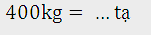 400kg = ...tạ